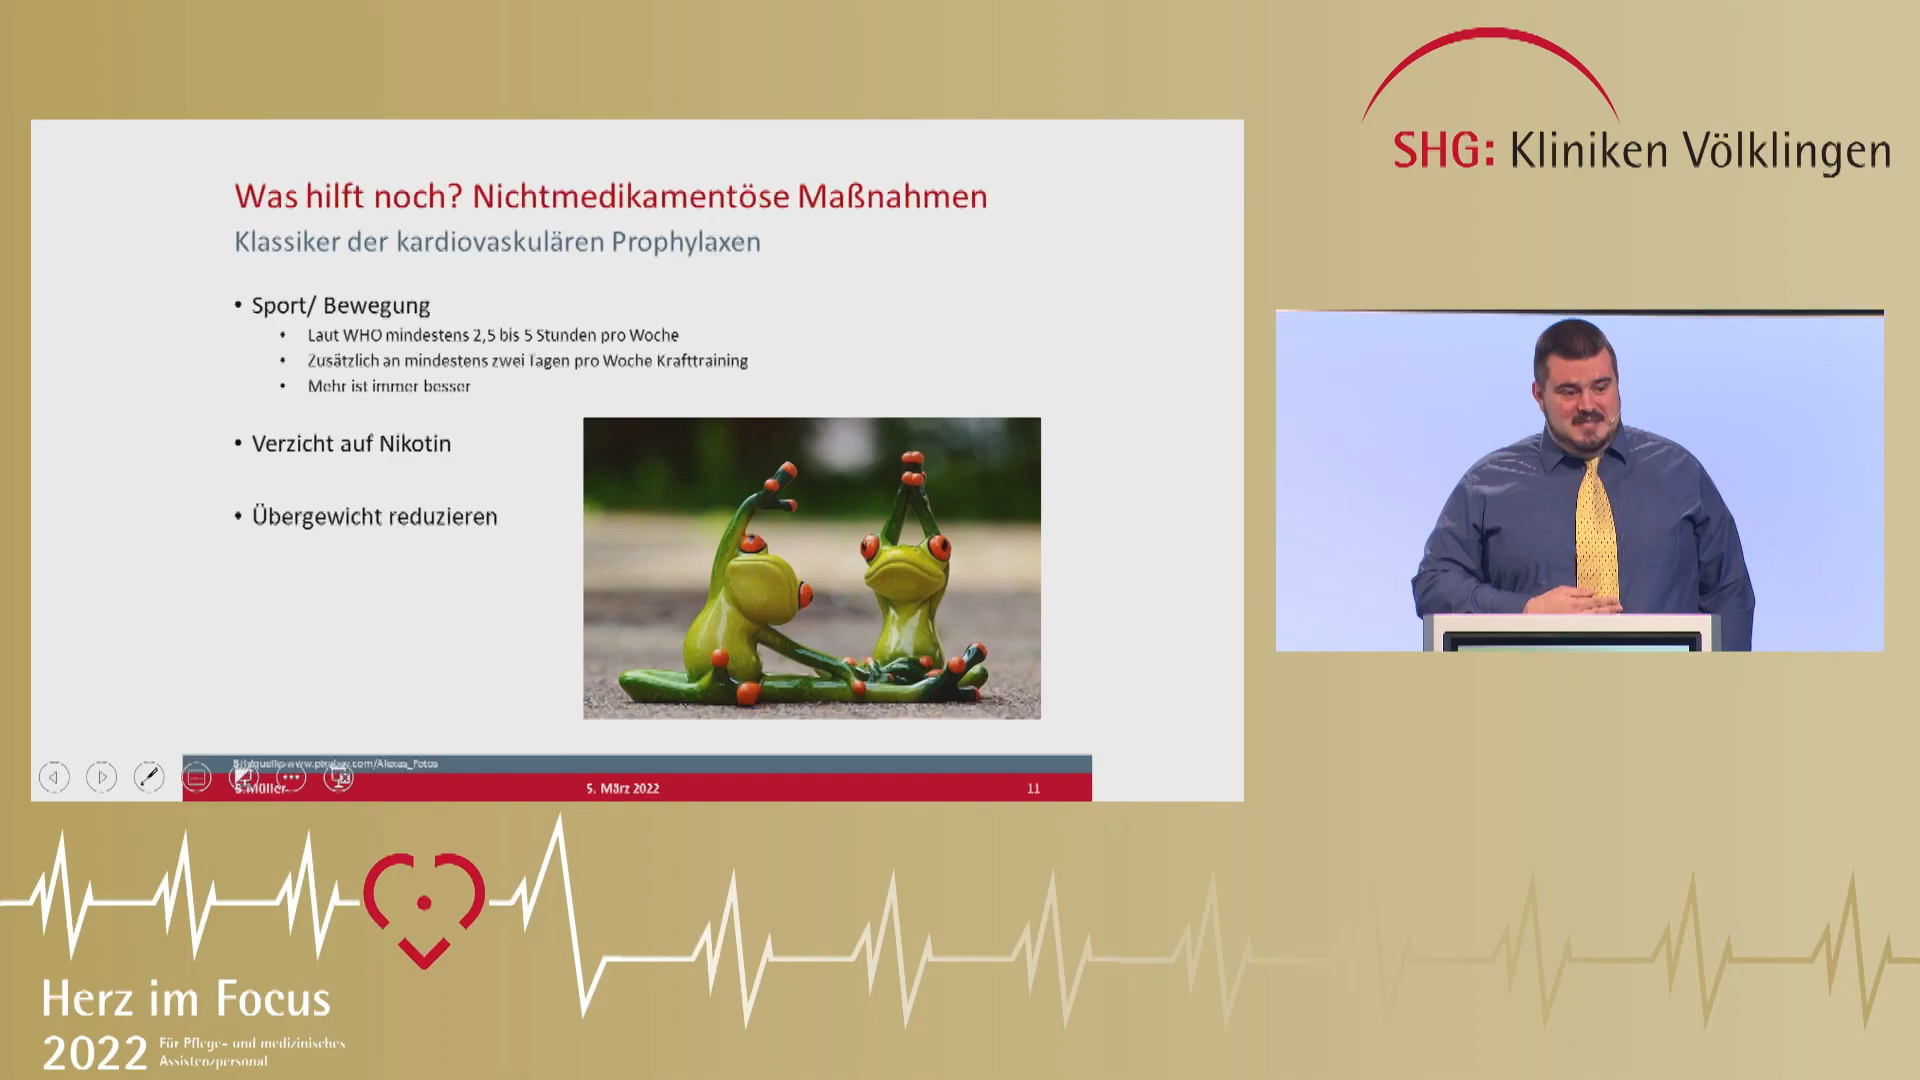 SHG: Kliniken Völklingen
Was hilft noch? Nichtmedikamentöse Maßnahmen
Klassiker der kardiovaskulären Prophylaxen
• Sport/ Bewegung
• Laut WHO mindestens 2,5 bis 5 Stunden pro Woche
• Zusätzlich an mindestens zwei Tagen pro Woche Krafttraining
• Mehr ist immer besser
• Verzicht auf Nikotin
• Übergewicht reduzieren
Bildquelle: www.pixabay.com/Alexas_Fotos
Müller
5. März 2022
11
Herz im Focus
2022
Für Pflege- und medizinisches
Assistenzpersonal